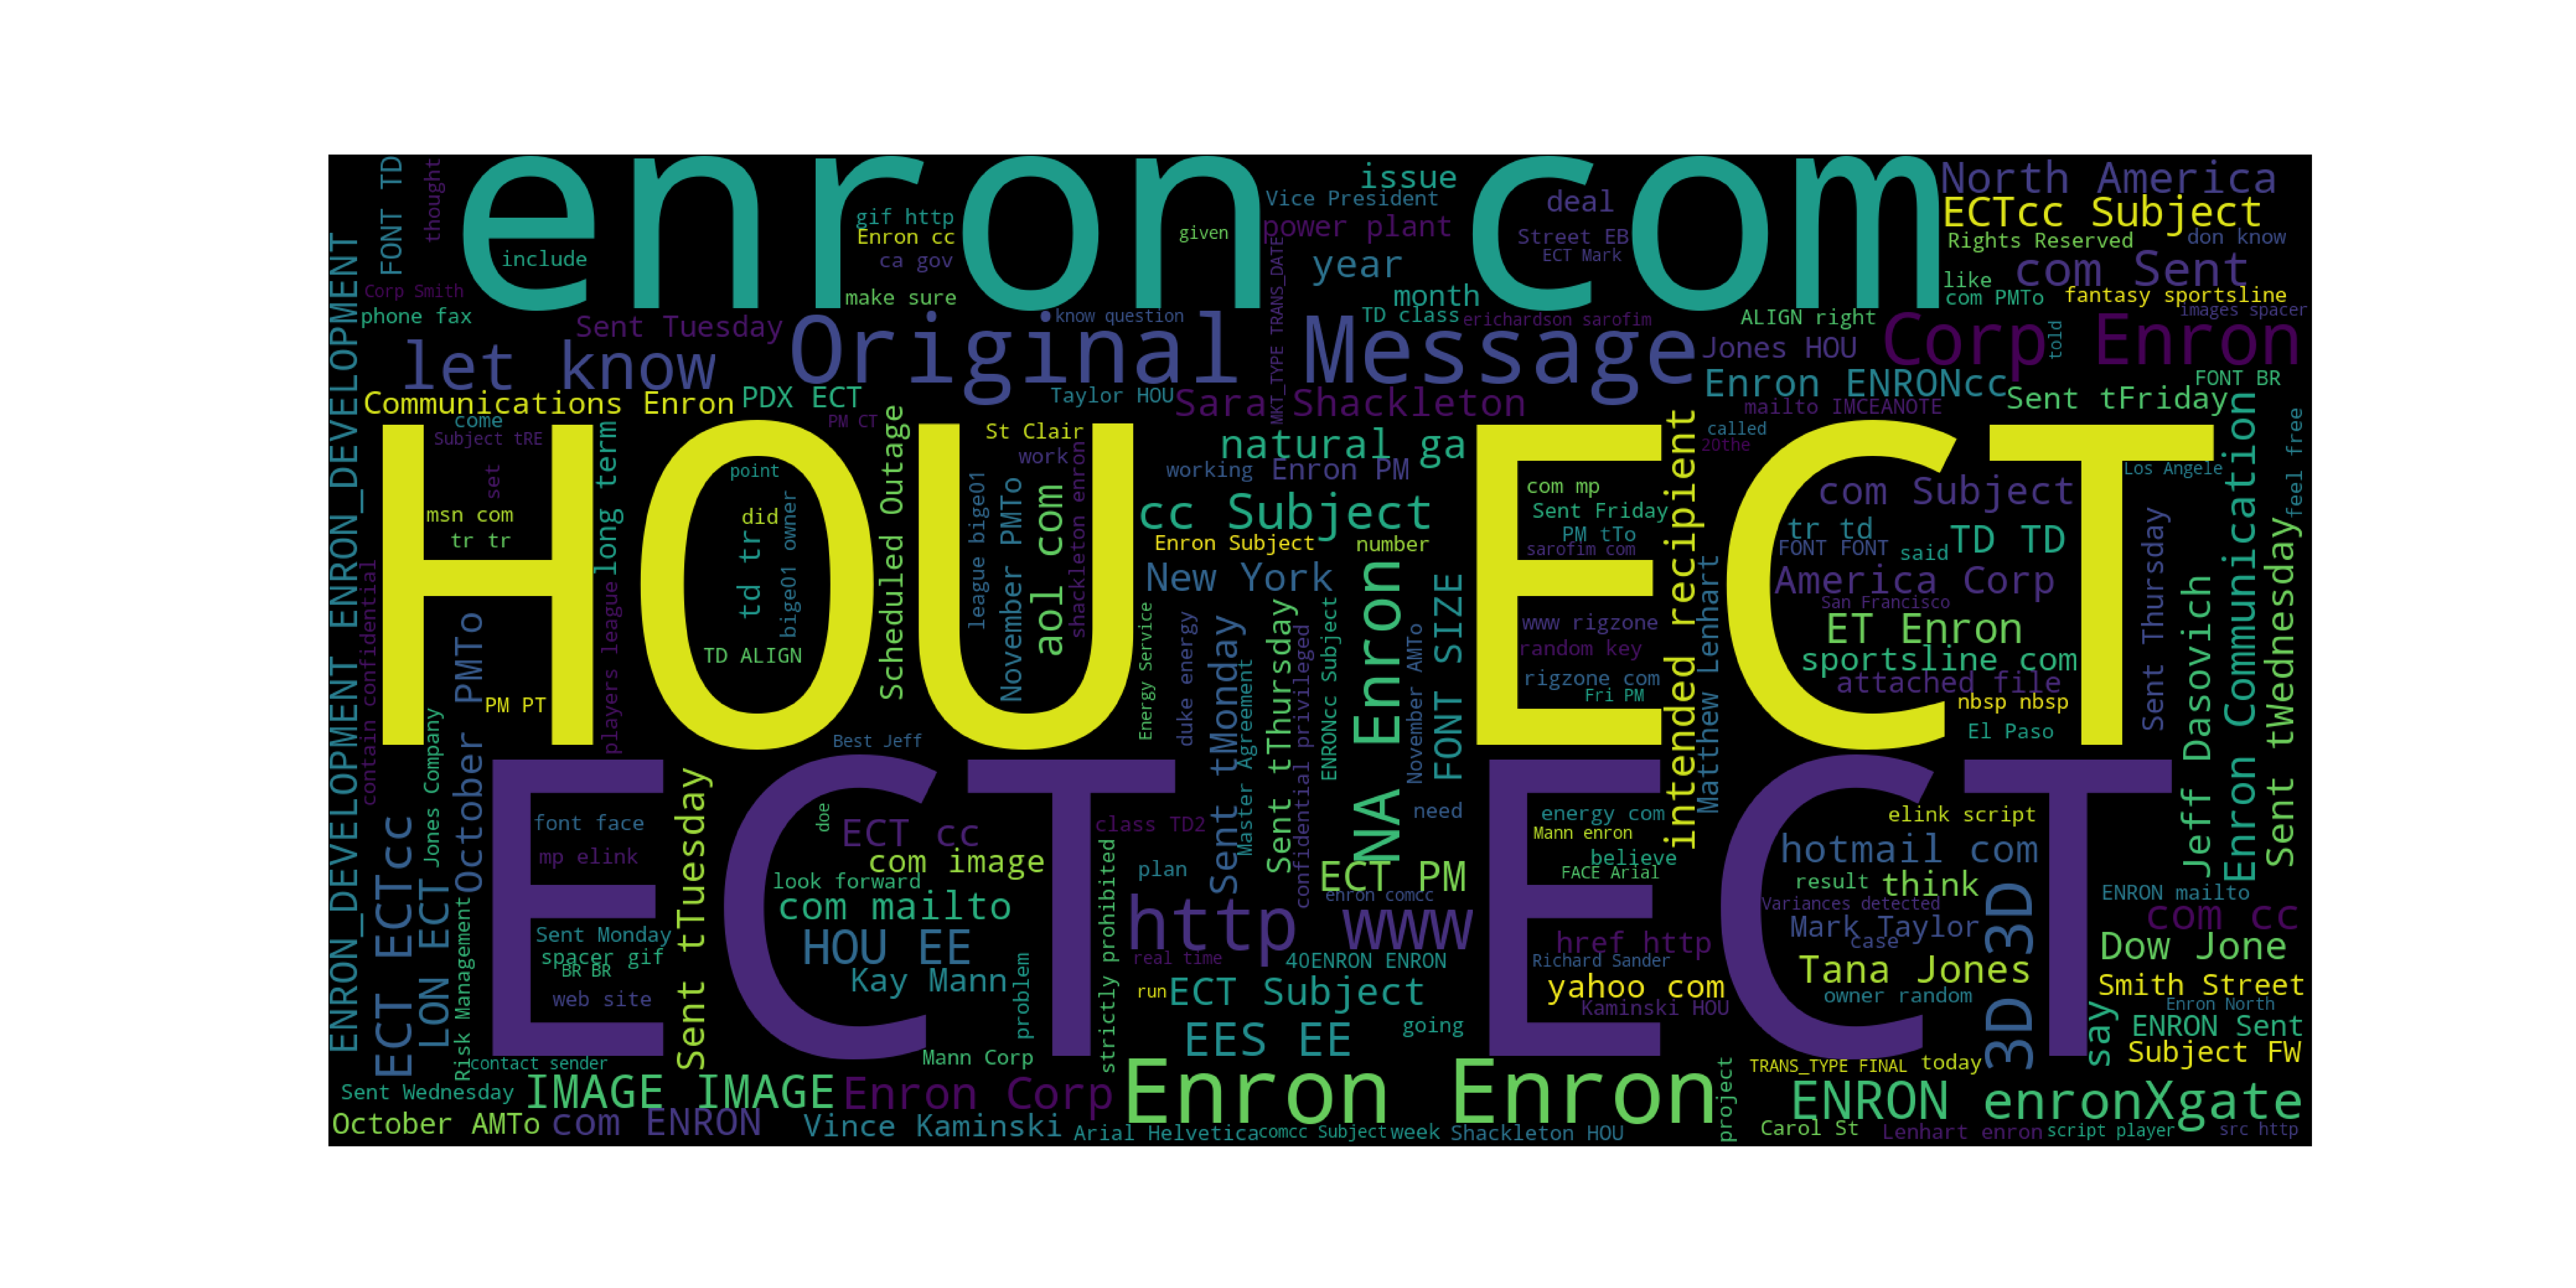 enron com
HOU ECT
ECT ECT
Original Message
Enron Enron
Corp Enron
let know
http www
NA Enron
North America
ECTcc Subject
com Sent
FONT TD
thought
ENRON_DEVELOPMENT ENRON_DEVELOPMENT
Corp Smith
phone fax
Sent Tuesday
include
gif http
Enron cc
ca gov
make sure
given
Vice President
power plant
issue
year
month
deal
Street EB
ECT Mark
Rights Reserved
don know
like
com PMTo
fantasy sportsline
images spacer
know question
MKT_TYPE TRANS_DATE
TD class
erichardson sarofim
ALIGN right
Jones HOU
told
Communications Enron
PDX ECT
Taylor HOU
Sara Shackleton
Enron ENRONcc
mailto IMCEANOTE
Sent tFriday
FONT BR
come
Subject tRE
PM CT
St Clair
work
natural ga
working
Enron PM
called
20the
Los Angele
feel free
set
msn com
tr tr
long term
point
did
td tr
bige01 owner
TD ALIGN
Scheduled Outage
league bige01
November PMTo
aol com
shackleton enron
cc Subject
Enron Subject
number
New York
com mp
Sent Friday
PM tTo
sarofim com
intended recipient
com Subject
tr td
FONT FONT
said
TD TD
America Corp
San Francisco
ET Enron
sportsline com
attached file
nbsp nbsp
El Paso
Sent Thursday
Jeff Dasovich
Enron Communication
Sent tWednesday
contain confidential
Jones Company
October PMTo
PM PT
players league
Best Jeff
Energy Service
duke energy
Sent tMonday
Master Agreement
Sent tThursday
confidential privileged
ENRONcc Subject
November AMTo
FONT SIZE
www rigzone
random key
rigzone com
Fri PM
Matthew Lenhart
need
ECT ECTcc
LON ECT
Risk Management
font face
mp elink
Sent tTuesday
doe
ECT cc
com image
look forward
com mailto
HOU EE
Kay Mann
problem
class TD2
strictly prohibited
plan
ECT PM
enron comcc
real time
40ENRON ENRON
run
ECT Subject
EES EE
going
energy com
Mann enron
believe
FACE Arial
href http
Richard Sander
yahoo com
Kaminski HOU
elink script
hotmail com
result
think
Variances detected
Mark Taylor
case
Tana Jones
owner random
3D 3D
ENRON mailto
com cc
Dow Jone
Smith Street
Enron North
ENRON Sent
say
Subject FW
Sent Monday
spacer gif
BR BR
web site
contact sender
Mann Corp
Sent Wednesday
IMAGE IMAGE
Enron Corp
October AMTo
com ENRON
Vince Kaminski
Arial Helvetica
comcc Subject
week
Shackleton HOU
project
TRANS_TYPE FINAL
today
ENRON enronXgate
Carol St
Lenhart enron
script player
src http